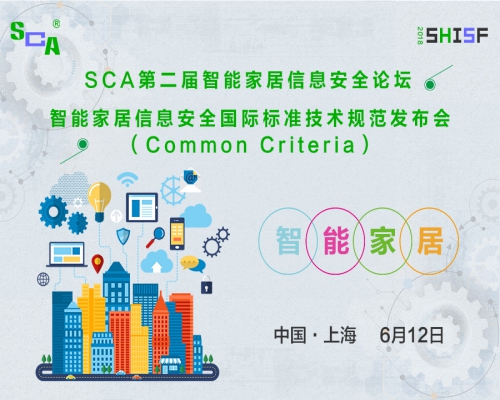 SCA®
2018 SHISF
SCA第二届智能家居信息安全论坛
智能家居信息安全国际标准技术规范发布会
（Common Criteria）
智能家居
中国·上海 6月12日